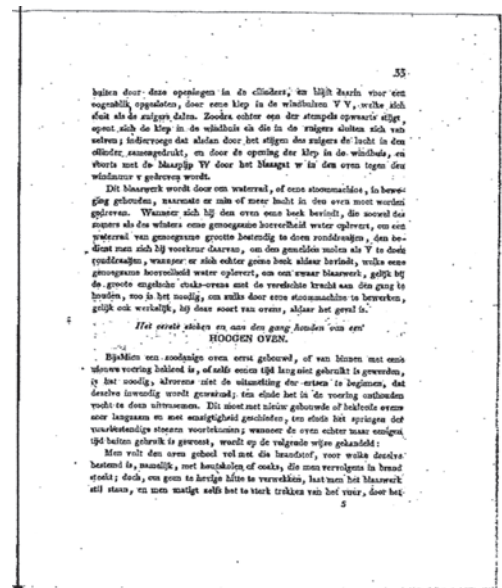 33
buiten door deze openingen in de cilinders, en blijft daarin voor een
oogenblik opgesloten, door eene klep in de windbuizen V V, welke zich
sluit als de zuigers dalen. Zoodra echter een der stempels opwaarts stijgt,
opent zich de klep in de windbuis en die in de zuigers sluiten zich van
zelven; indiervoege dat alsdan door het stijgen des zuigers de lucht in den
cilinder zamengedrukt, en door de opening der klep in de windbuis, en
voorts met de blaaspijp W door het blaasgat w in den oven tegen den
windmuur v gedreven wordt.
Dit blaaswerk wordt door een waterrad, of eene stoommachine, in bewe-
ging gehouden, naarmate er min of meer lucht in den oven moet worden
gedreven. Wanneer zich bij den oven eene beek bevindt, die zoowel des
zomers als des winters eene genoegzame hoeveelheid water oplevert, om een
waterrad van genoegzame grootte bestendig te doen ronddraaijen, dan be-
dient men zich bij voorkeur daarvan, om den gemelden molen als V te doen
ronddraaijen, wanneer er zich echter geene beek aldaar bevindt, welke eene
genoegzame hoeveelheid water oplevert, om een zwaar blaaswerk, gelijk bij
de groote engelsche coaks-ovens met de vereischte kracht aan den gang te
houden, zoo is het noodig, om zulks door eene stoommachine te bewerken,
gelijk ook werkelijk, bij deze soort van ovens, aldaar het geval is.
Het eerste stoken en aan den gang houden van een
HOOGEN OVEN.
Bijaldien een zoodanige oven eerst gebouwd, of van binnen met eene
nieuwe voering bekleed is, of zelfs eenen tijd lang niet gebruikt is geworden,
is het noodig, alvorens met de uitsmelting der ertsen te beginnen, dat
dezelve inwendig wordt gewarmd, ten einde het in de voering onthouden
vocht te doen uitwasemen. Dit moet met nieuw gebouwde of bekleede ovens
zeer langzaam en met omzigtigheid geschieden, ten einde het springen der
vuurbestendige steenen voortekomen; wanneer de oven echter maar eenigen
tijd buiten gebruik is geweest, wordt op de volgende wijze gehandeld:
Men vult den oven geheel vol met die brandstof, voor welke dezelve
bestemd is, namelijk, met houtskolen of coaks, die men vervolgens in brand
steekt; doch, om geen te hevige hitte te verwekken, laat men het blaaswerk
stil staan, en men matigt zelfs het te sterk trekken van het vuur, door het
5